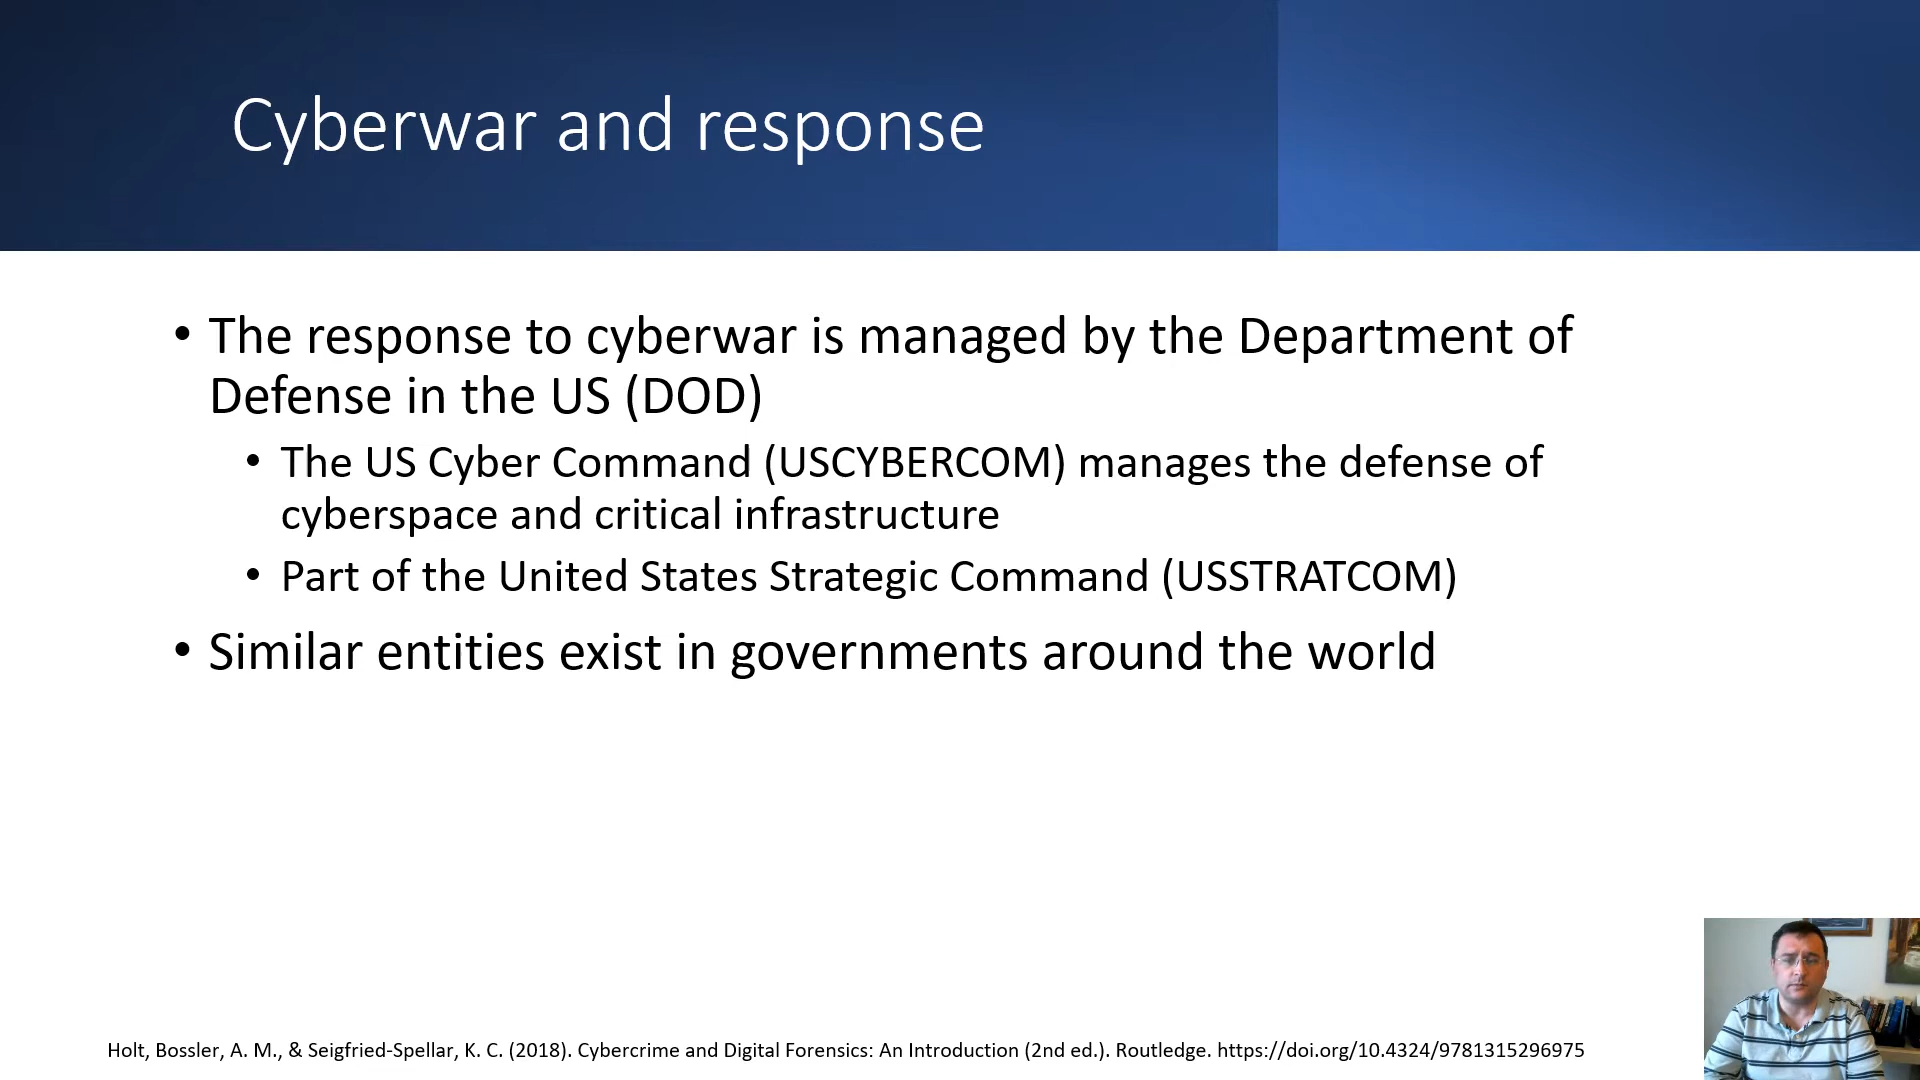 Cyberwar and response
• The response to cyberwar is managed by the Department of
Defense in the US (DOD)
• The US Cyber Command (USCYBERCOM) manages the defense of
cyberspace and critical infrastructure
• Part of the United States Strategic Command (USSTRATCOM)
• Similar entities exist in governments around the world
Holt, Bossler, A. M., & Seigfried-Spellar, K. C. (2018). Cybercrime and Digital Forensics: An Introduction (2nd ed.). Routledge. https://doi.org/10.4324/9781315296975